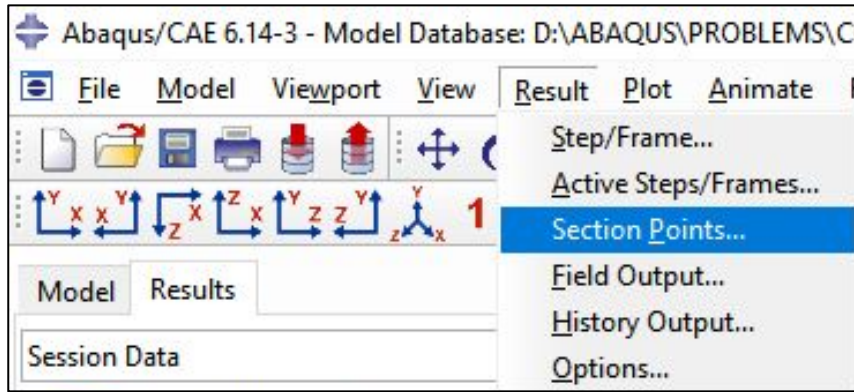 Abaqus/CAE 6.14-3 - Model Database: D:\ABAQUS\PROBLEMS\C
File Model Viewport View Result Plot Animate
Step/Frame...
Active Steps/Frames...
Y X X Y Z X Z X Y Z Z Y Y Z X 1
Section Points...
Model Results
Field Output...
History Output...
Session Data
Options...